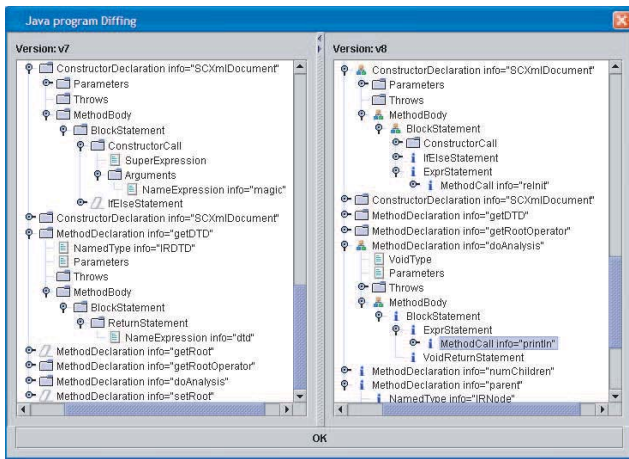 Java program Diffing
Version: v7
ConstructorDeclaration info="SCXmlDocument"
Parameters
Throws
MethodBody
BlockStatement
ConstructorCall
SuperExpression
Arguments
NameExpression info="magic"
IfElseStatement
ConstructorDeclaration info="SCXmlDocument"
MethodDeclaration info="getDTD"
NamedType info="IRDTD"
Parameters
Throws
MethodBody
BlockStatement
ReturnStatement
NameExpression info="dtd"
MethodDeclaration info="getRoot"
MethodDeclaration info="getRootOperator"
MethodDeclaration info="doAnalysis"
MethodDeclaration info="setRoot"
Version: v8
ConstructorDeclaration info="SCXmlDocument"
Parameters
Throws
MethodBody
BlockStatement
ConstructorCall
IfElseStatement
ExprStatement
MethodCall info="reInit"
ConstructorDeclaration info="SCXmlDocument"
MethodDeclaration info="getDTD"
MethodDeclaration info="getRootOperator"
MethodDeclaration info="doAnalysis"
VoidType
Parameters
Throws
MethodBody
BlockStatement
ExprStatement
MethodCall info="println"
VoidReturnStatement
MethodDeclaration info="numChildren"
MethodDeclaration info="parent"
NamedType info="IRNode"
OK